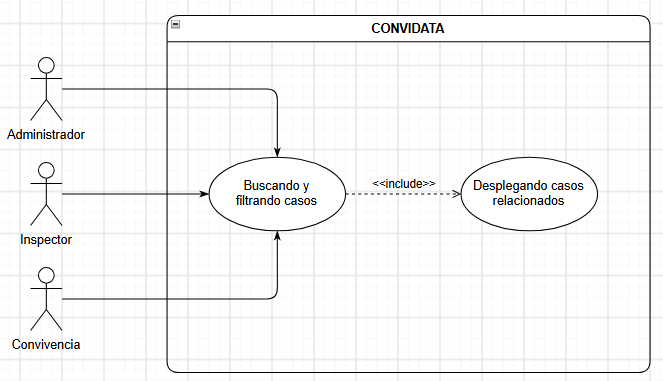 CONVIDATA
Administrador
Buscando y
filtrando casos
<<include>>
Desplegando casos
relacionados
Inspector
Convivencia